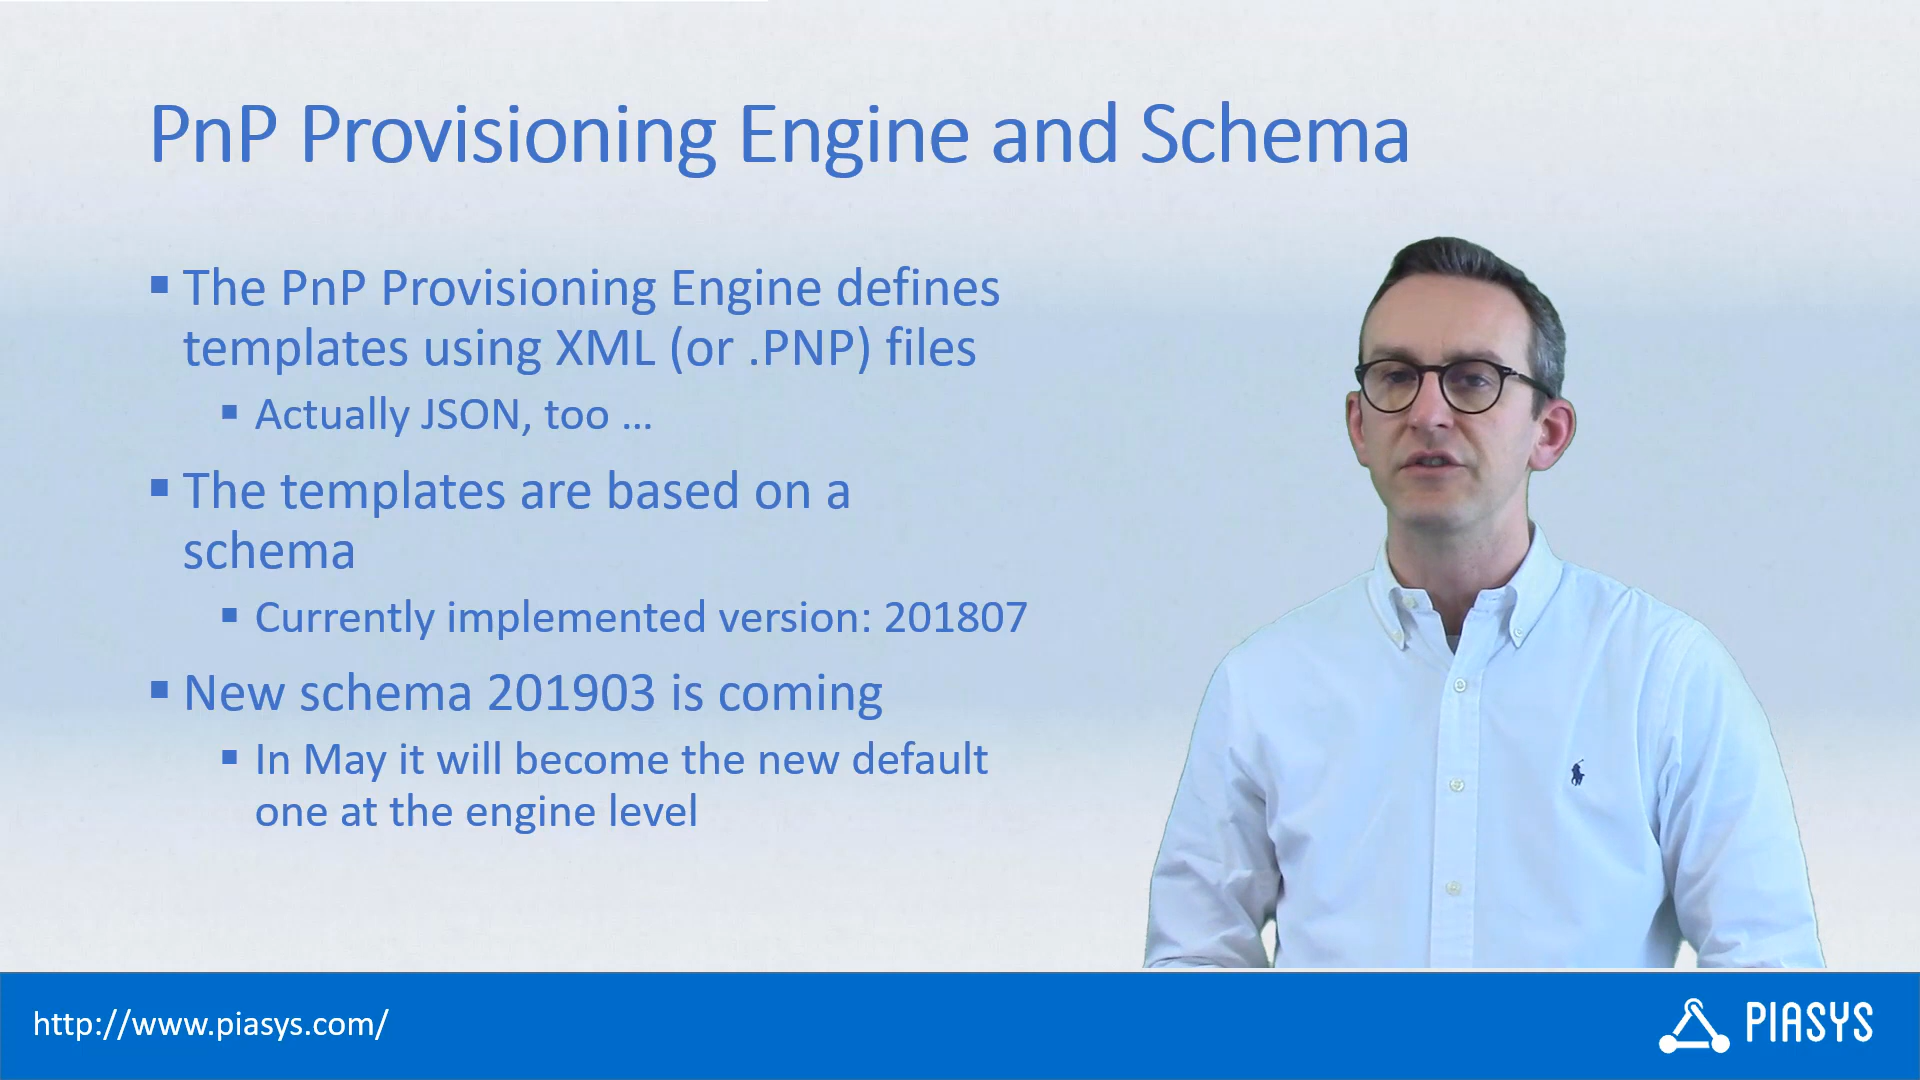 PnP Provisioning Engine and Schema
▪ The PnP Provisioning Engine defines
templates using XML (or .PNP) files
▪ Actually JSON, too …
▪ The templates are based on a
schema
▪ Currently implemented version: 201807
▪ New schema 201903 is coming
▪ In May it will become the new default
one at the engine level
http://www.piasys.com/
PIASYS